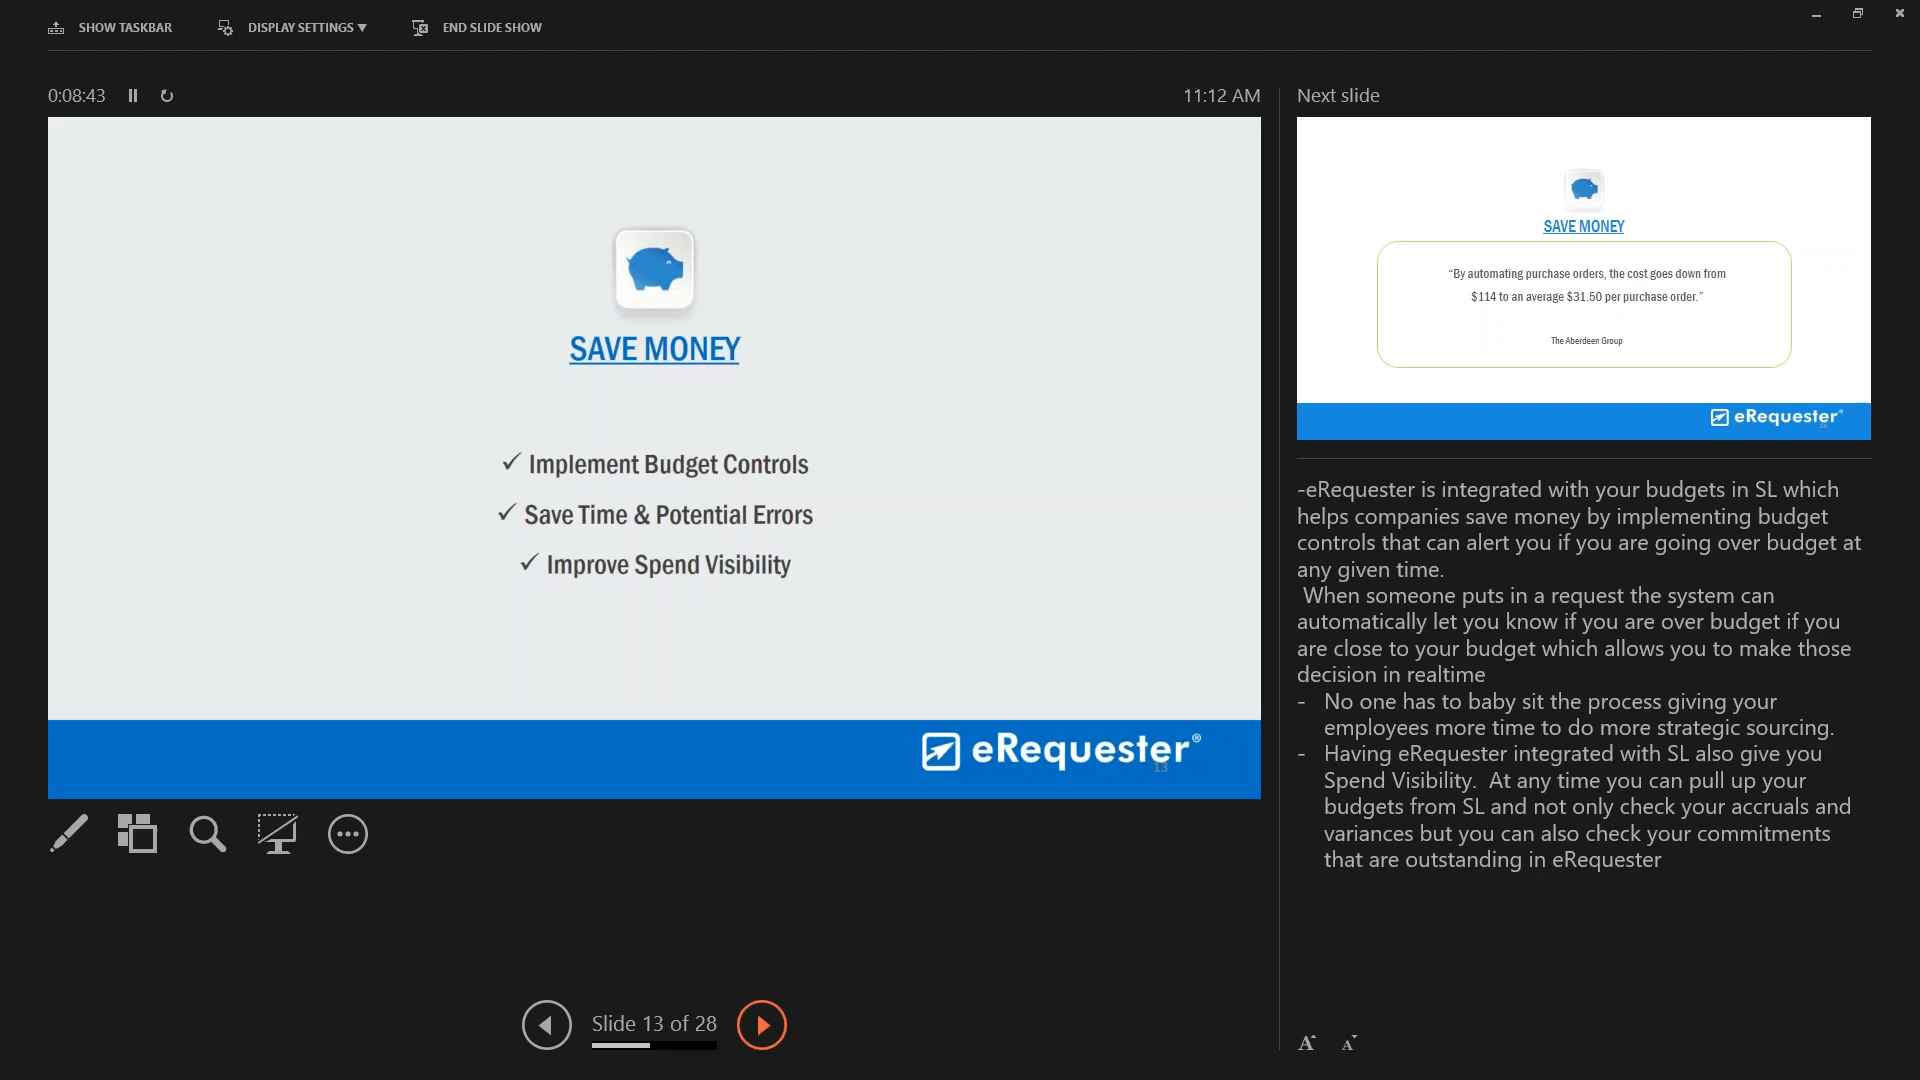 SHOW TASKBAR
DISPLAY SETTINGS ▼
END SLIDE SHOW
0:08:43
11:12 AM
SAVE MONEY
✓ Implement Budget Controls
✓ Save Time & Potential Errors
✓ Improve Spend Visibility
eRequester®
13
Slide 13 of 28
Next slide
SAVE MONEY
“By automating purchase orders, the cost goes down from
$114 to an average $31.50 per purchase order.”
The Aberdeen Group
eRequester®
-eRequester is integrated with your budgets in SL which
helps companies save money by implementing budget
controls that can alert you if you are going over budget at
any given time.
When someone puts in a request the system can
automatically let you know if you are over budget if you
are close to your budget which allows you to make those
decision in realtime
- No one has to baby sit the process giving your
employees more time to do more strategic sourcing.
- Having eRequester integrated with SL also give you
Spend Visibility.  At any time you can pull up your
budgets from SL and not only check your accruals and
variances but you can also check your commitments
that are outstanding in eRequester
A A